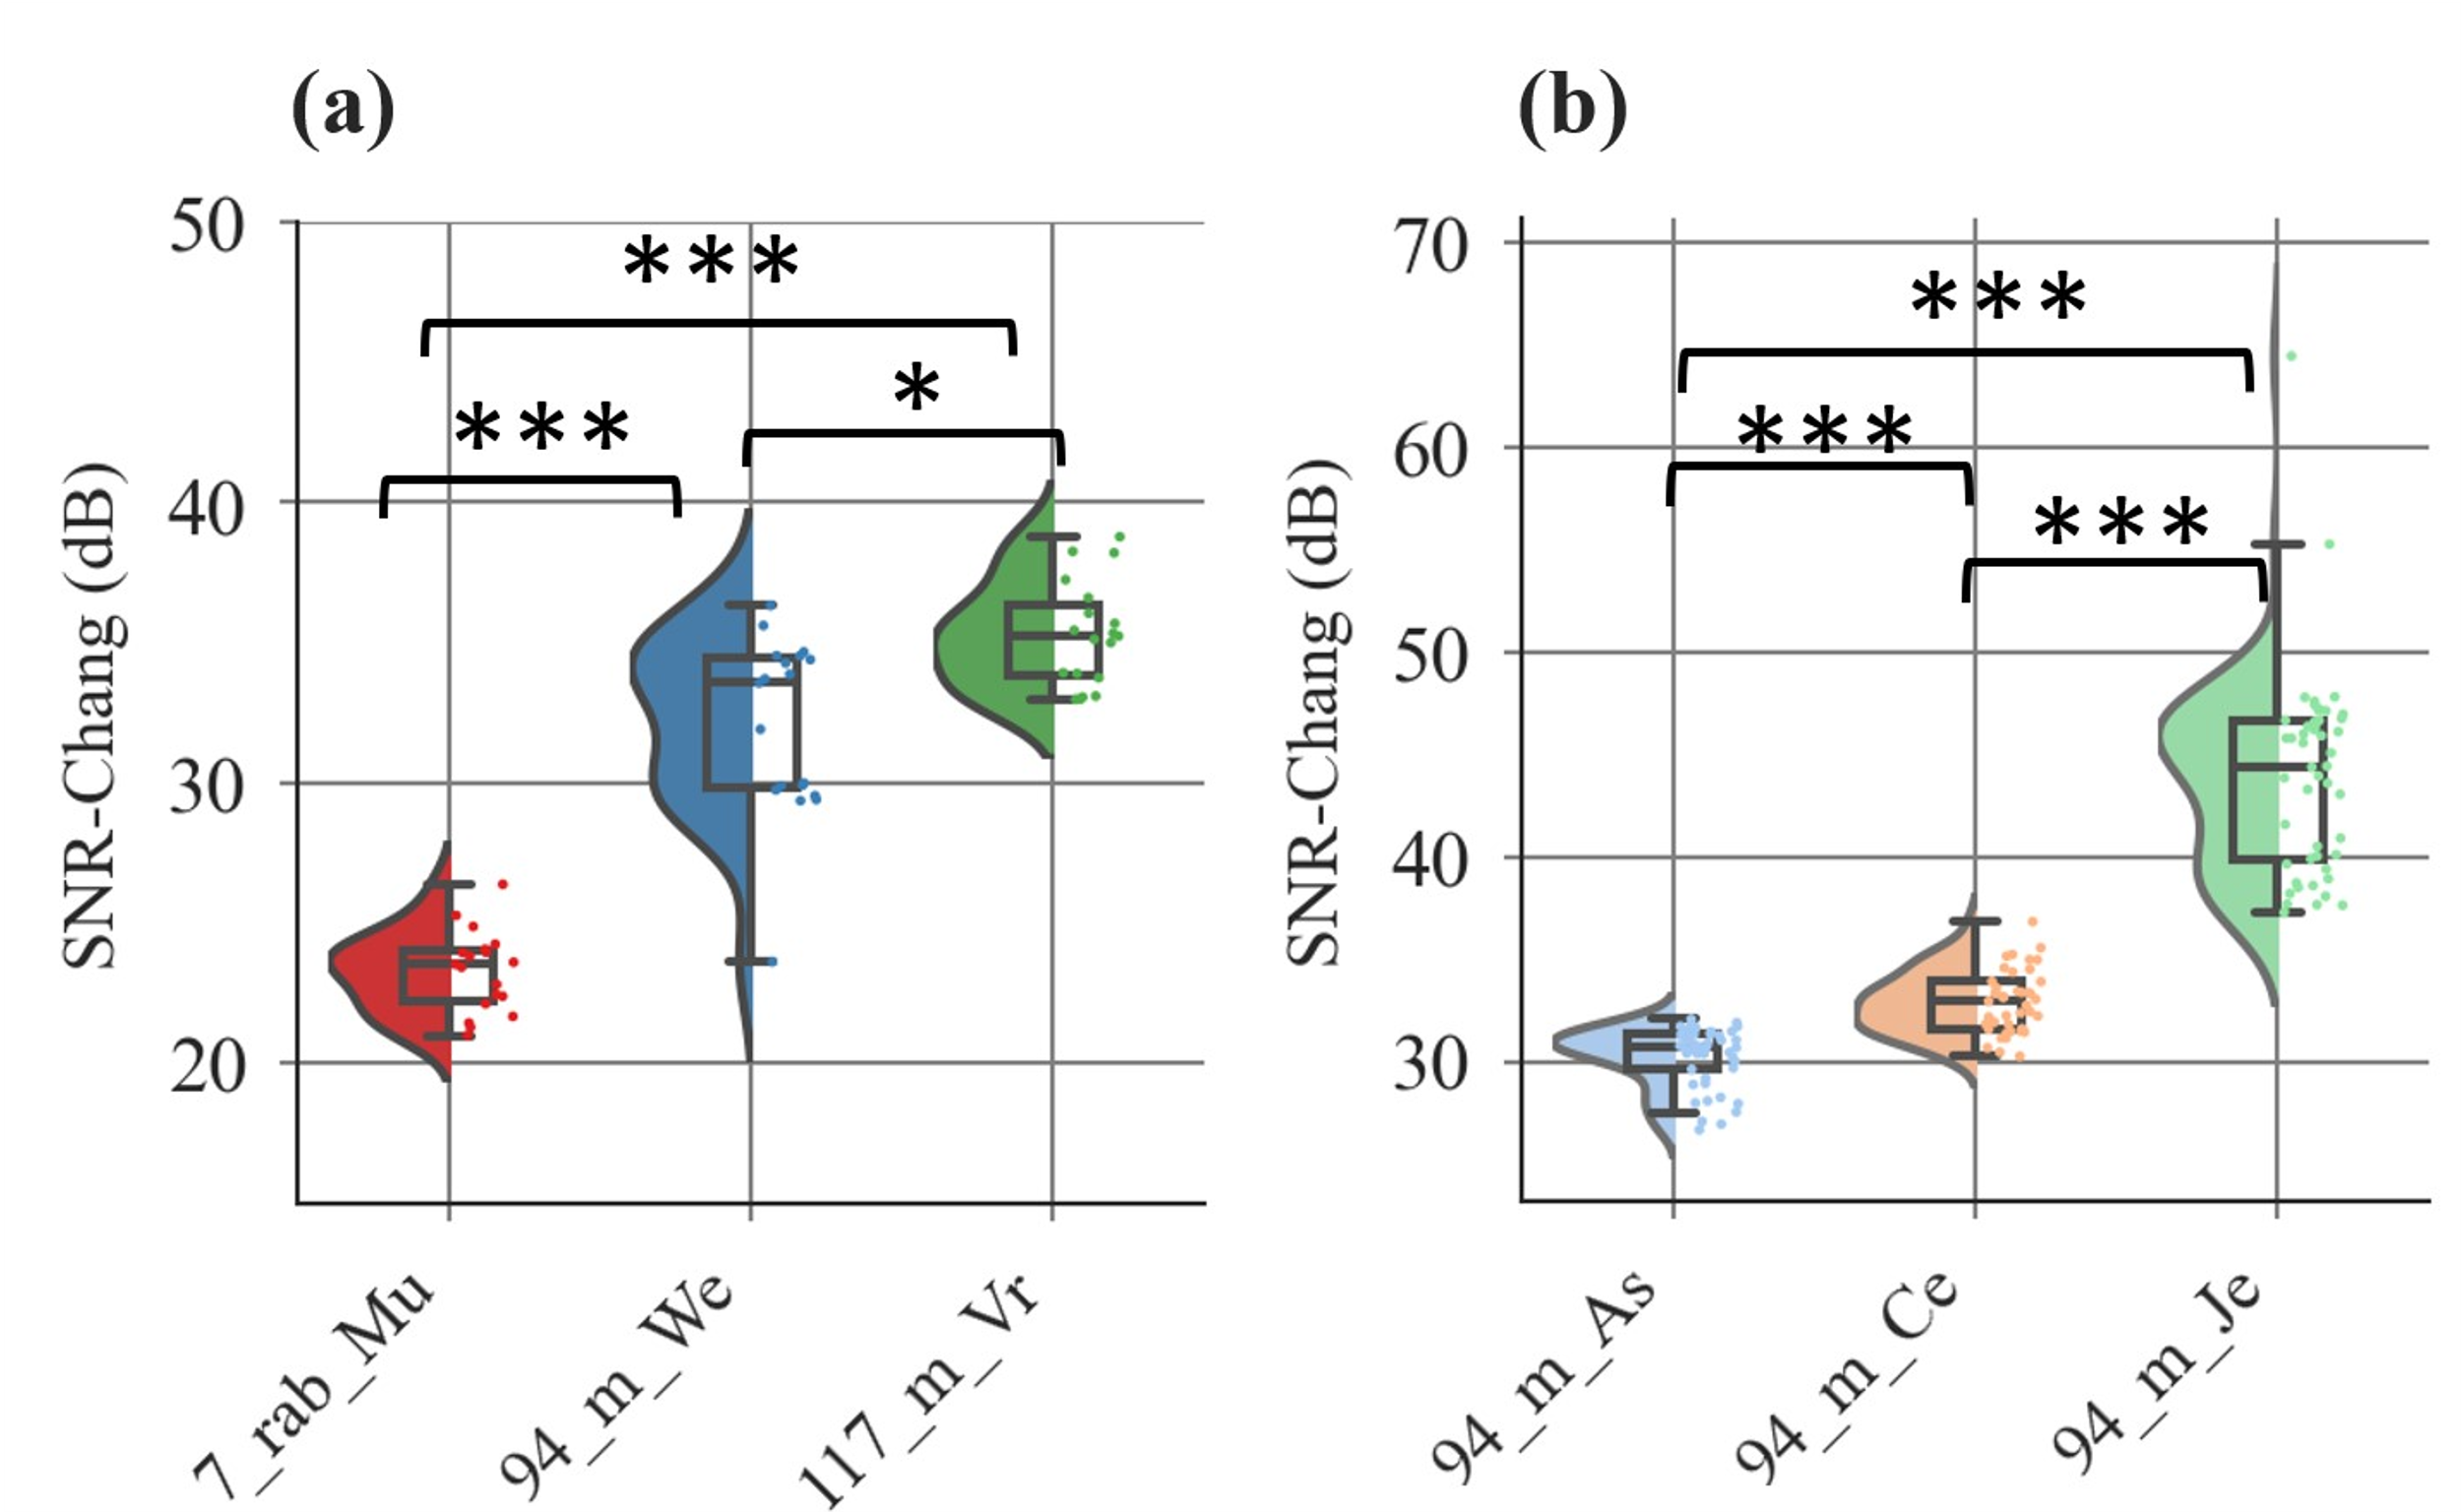 (a)
SNR-Chang (dB)
50
40
30
20
***
*
***
7_rab_Mu
94_m_We
117_m_Vr
(b)
SNR-Chang (dB)
70
60
50
40
30
***
***
***
94_m_As
94_m_Ce
94_m_Je